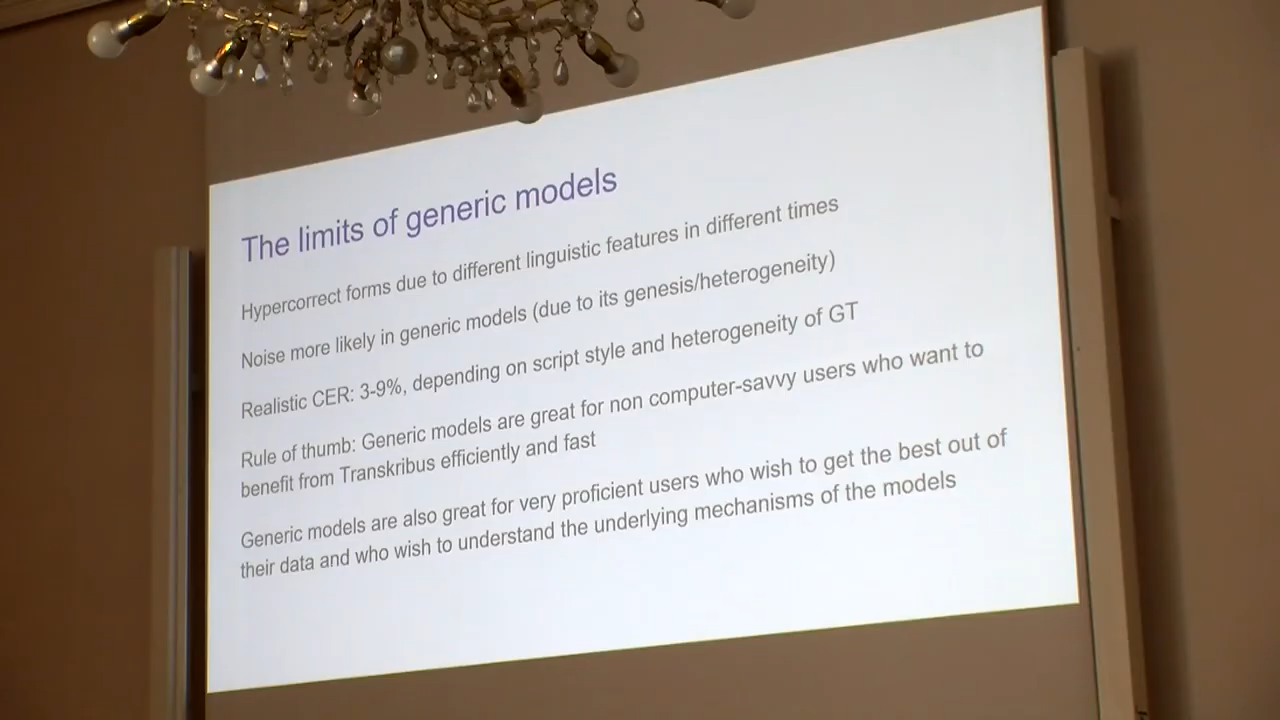 The limits of generic models
Hypercorrect forms due to different linguistic features in different times
Noise more likely in generic models (due to its genesis/heterogeneity)
Realistic CER: 3-9%, depending on script style and heterogeneity of GT
Rule of thumb: Generic models are great for non computer-savvy users who want to
benefit from Transkribus efficiently and fast
Generic models are also great for very proficient users who wish to get the best out of
their data and who wish to understand the underlying mechanisms of the models